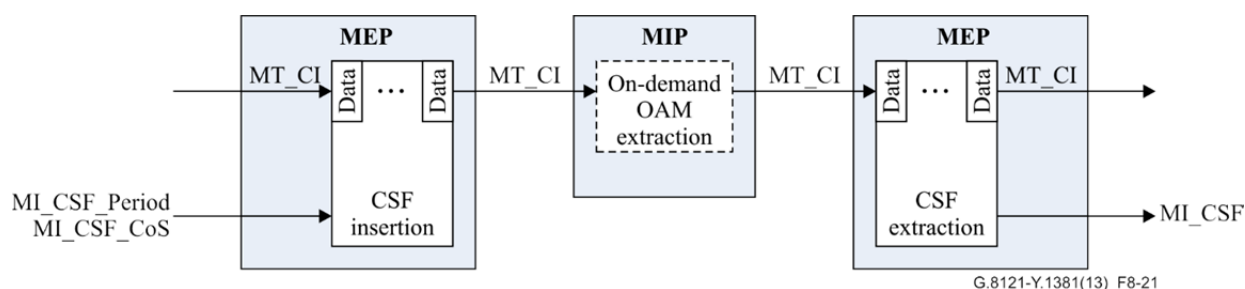 MEP
MIP
MEP
MT_CI
Data
...
Data
MT_CI
On-demand
OAM
extraction
MT_CI
Data
...
Data
MT_CI
MI_CSF_Period
MI_CSF_CoS
CSF
insertion
CSF
extraction
MI_CSF
G.8121-Y.1381(13)_F8-21